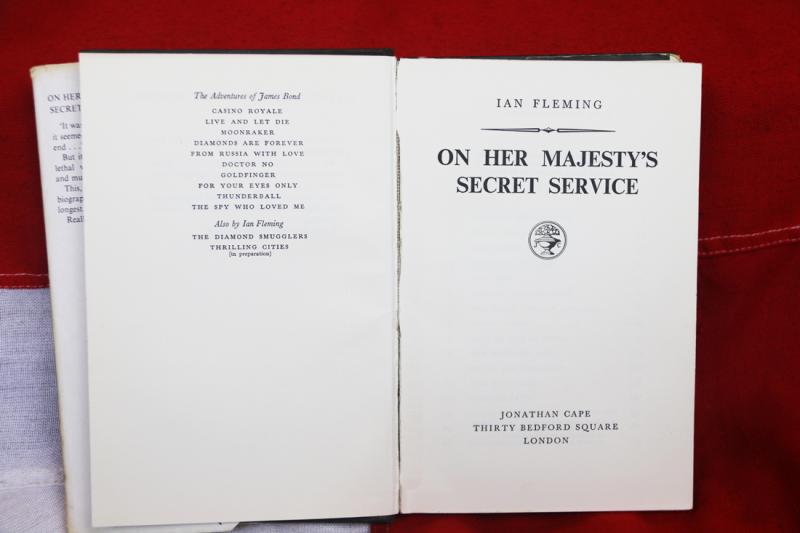 ON HER
SECRET
'It was
it seeme
end . . .
But i
lethal
and mu
This,
biograp
longest
Real
The Adventures of James Bond
CASINO ROYALE
LIVE AND LET DIE
MOONRAKER
DIAMONDS ARE FOREVER
FROM RUSSIA WITH LOVE
DOCTOR NO
GOLDFINGER
FOR YOUR EYES ONLY
THUNDERBALL
THE SPY WHO LOVED ME
Also by Ian Fleming
THE DIAMOND SMUGGLERS
THRILLING CITIES
(in preparation)
IAN FLEMING
ON HER MAJESTY'S
SECRET SERVICE
JONATHAN CAPE
THIRTY BEDFORD SQUARE
LONDON